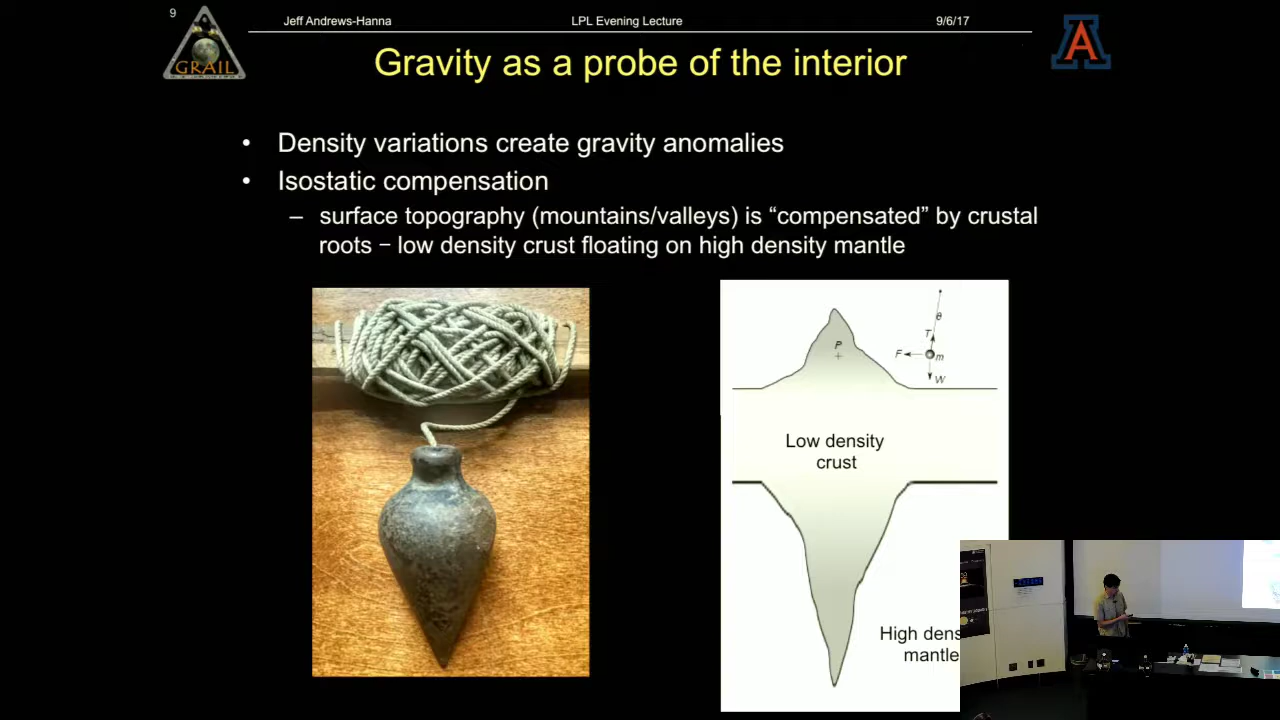 9
Jeff Andrews-Hanna
LPL Evening Lecture
9/6/17
GRAIL
A
Gravity as a probe of the interior
• Density variations create gravity anomalies
• Isostatic compensation
– surface topography (mountains/valleys) is “compensated” by crustal
roots – low density crust floating on high density mantle
P
θ
T
F
m
W
Low density
crust
High dens
mantle